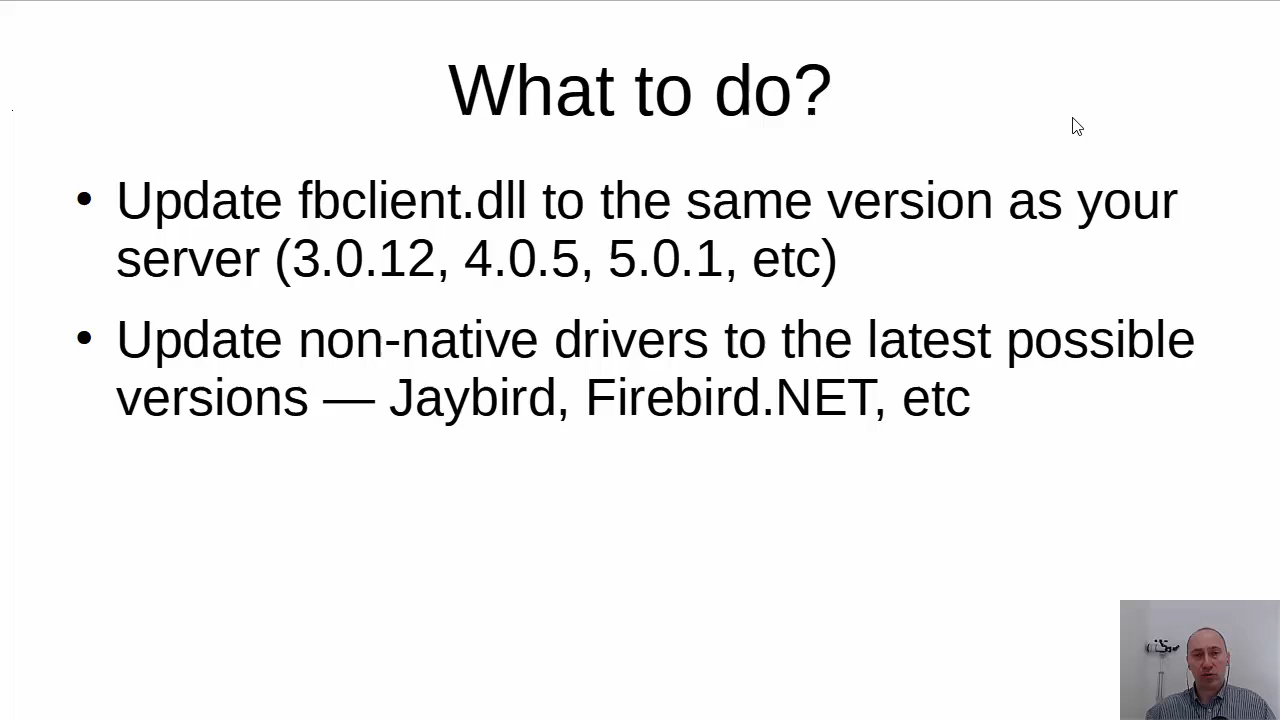 What to do?
• Update fbclient.dll to the same version as your
server (3.0.12, 4.0.5, 5.0.1, etc)
• Update non-native drivers to the latest possible
versions — Jaybird, Firebird.NET, etc